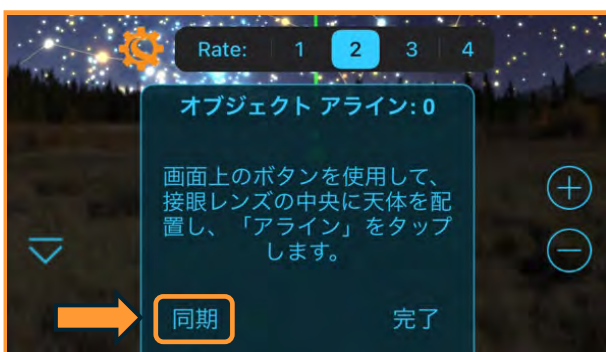 Rate: 1 2 3 4
オブジェクト アライン: 0
画面上のボタンを使用して、
接眼レンズの中央に天体を配
置し、「アライン」をタップ
します。
同期 完了